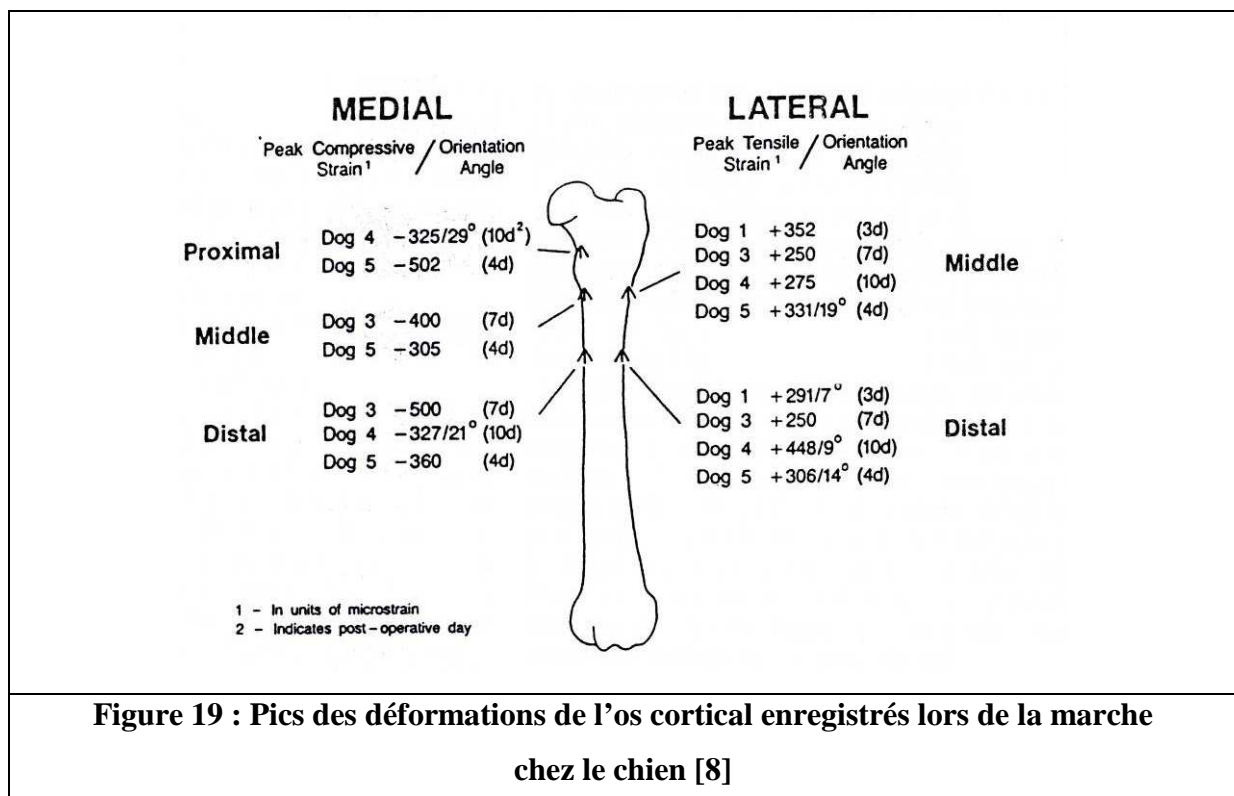 MEDIAL
Peak Compressive / Orientation
Strain¹ Angle
Proximal
Dog 4 −325/29° (10d²)
Dog 5 −502 (4d)
Middle
Dog 3 −400 (7d)
Dog 5 −305 (4d)
Distal
Dog 3 −500 (7d)
Dog 4 −327/21° (10d)
Dog 5 −360 (4d)
LATERAL
Peak Tensile / Orientation
Strain¹ Angle
Dog 1 +352 (3d)
Dog 3 +250 (7d)
Dog 4 +275 (10d)
Dog 5 +331/19° (4d)
Middle
Dog 1 +291/7° (3d)
Dog 3 +250 (7d)
Dog 4 +448/9° (10d)
Dog 5 +306/14° (4d)
Distal
1 − In units of microstrain
2 − Indicates post−operative day
Figure 19 : Pics des déformations de l’os cortical enregistrés lors de la marche
chez le chien [8]